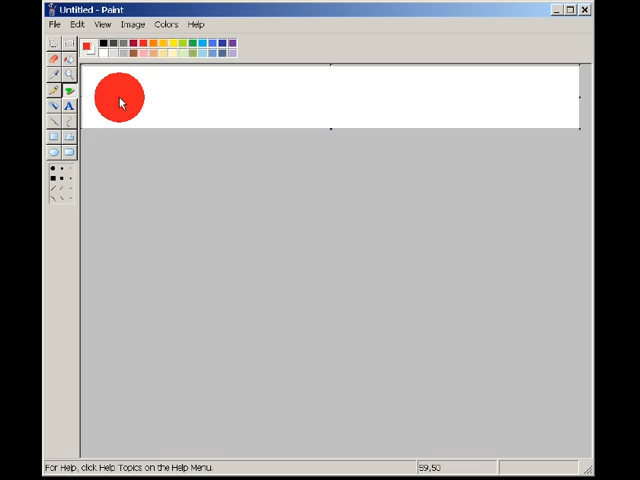 Untitled - Paint
File Edit View Image Colors Help
A
For Help, click Help Topics on the Help Menu.
59,50